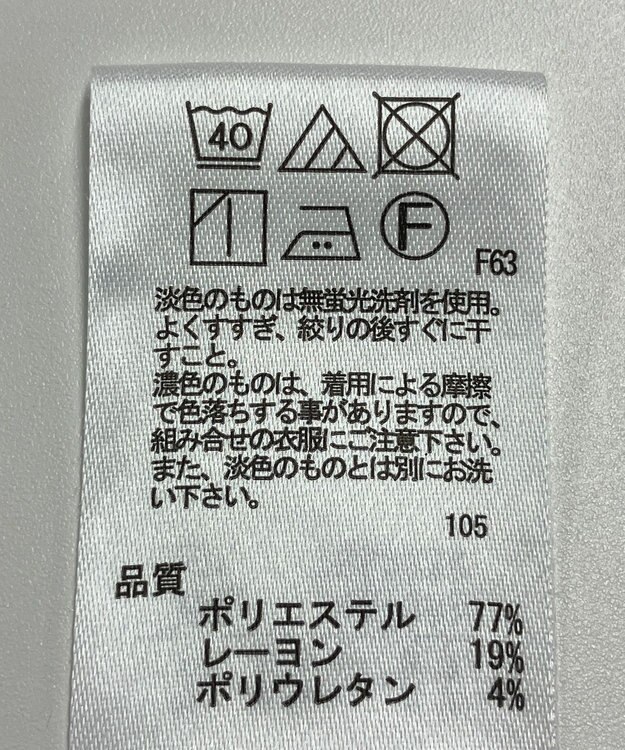 40
F
F63
淡色のものは無蛍光洗剤を使用。
よくすすぎ、絞りの後すぐに干
すこと。
濃色のものは、着用による摩擦
で色落ちする事がありますので、
組み合せの衣服にご注意下さい。
また、淡色のものとは別にお洗
い下さい。
105
品質
ポリエステル 77%
レーヨン 19%
ポリウレタン 4%